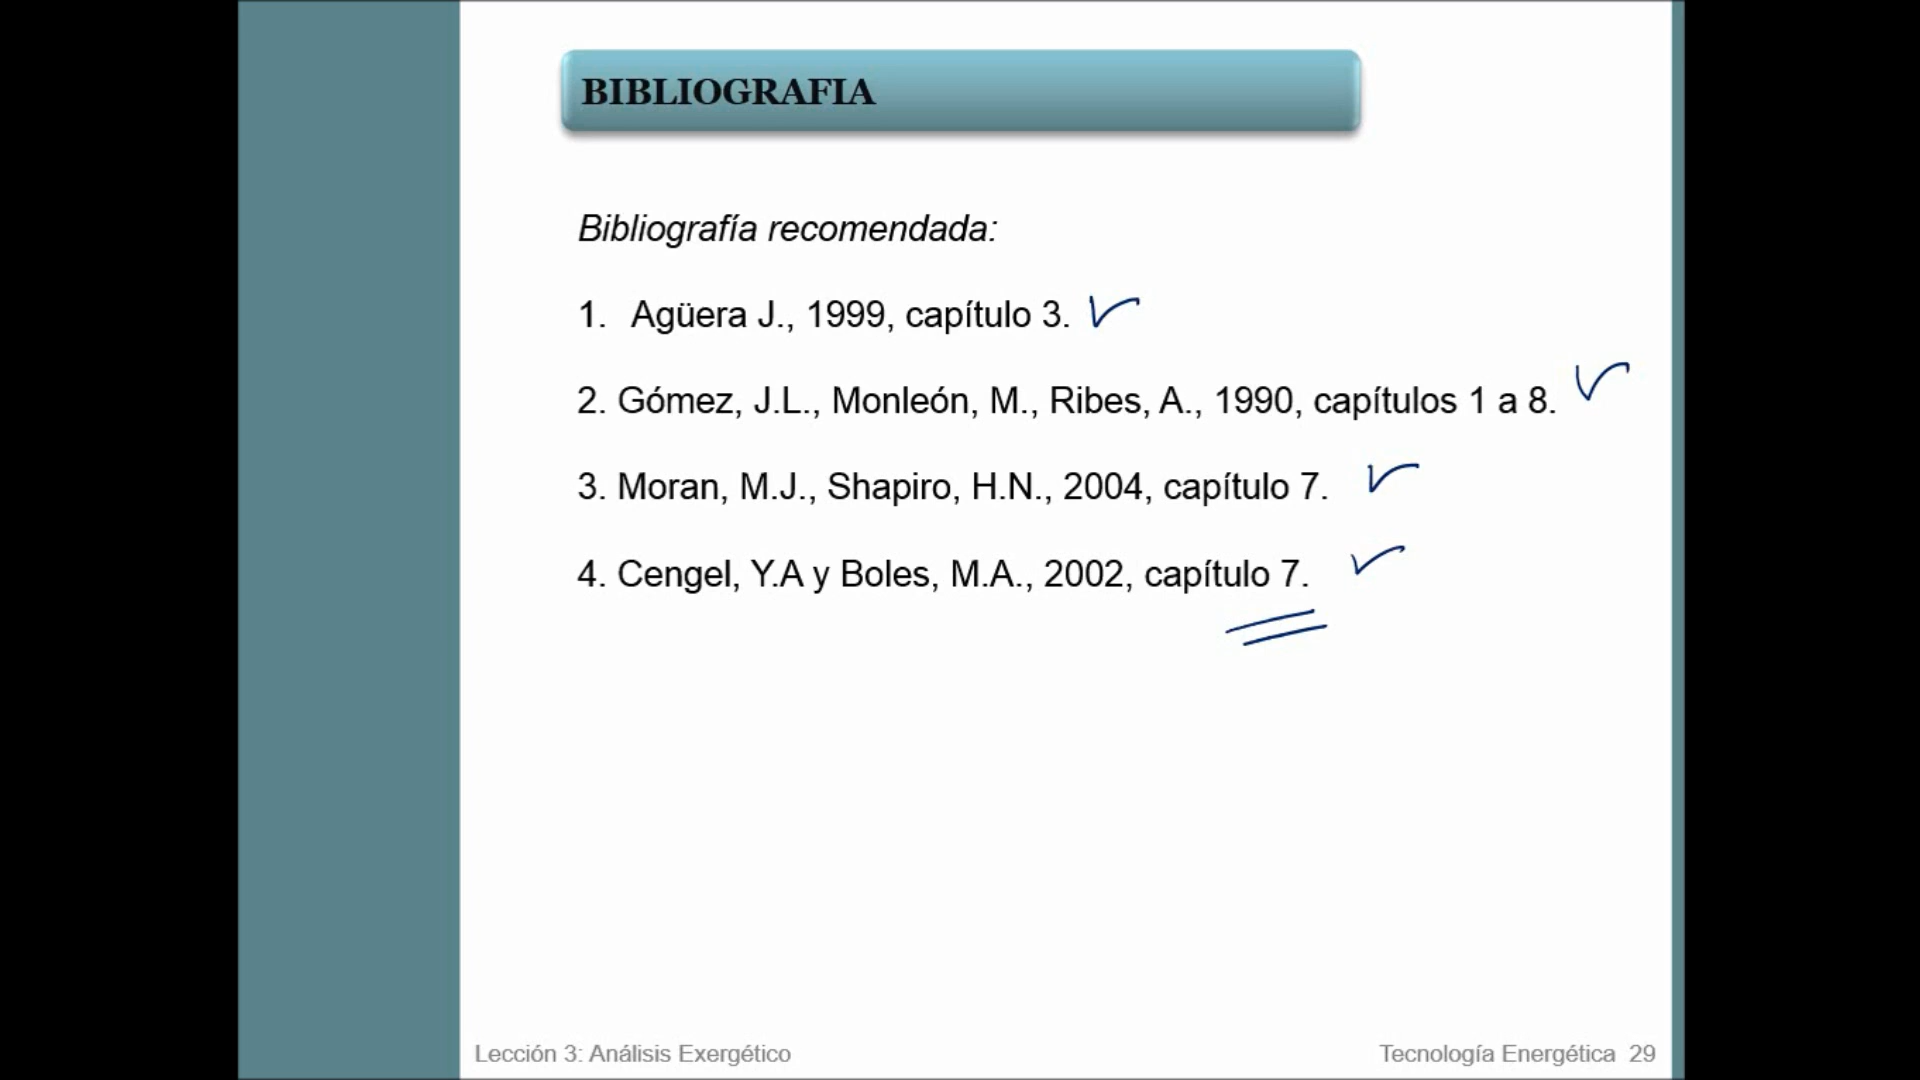 BIBLIOGRAFIA
Bibliografía recomendada:
1. Agüera J., 1999, capítulo 3.
2. Gómez, J.L., Monleón, M., Ribes, A., 1990, capítulos 1 a 8.
3. Moran, M.J., Shapiro, H.N., 2004, capítulo 7.
4. Cengel, Y.A y Boles, M.A., 2002, capítulo 7.
Lección 3: Análisis Exergético
Tecnología Energética 29